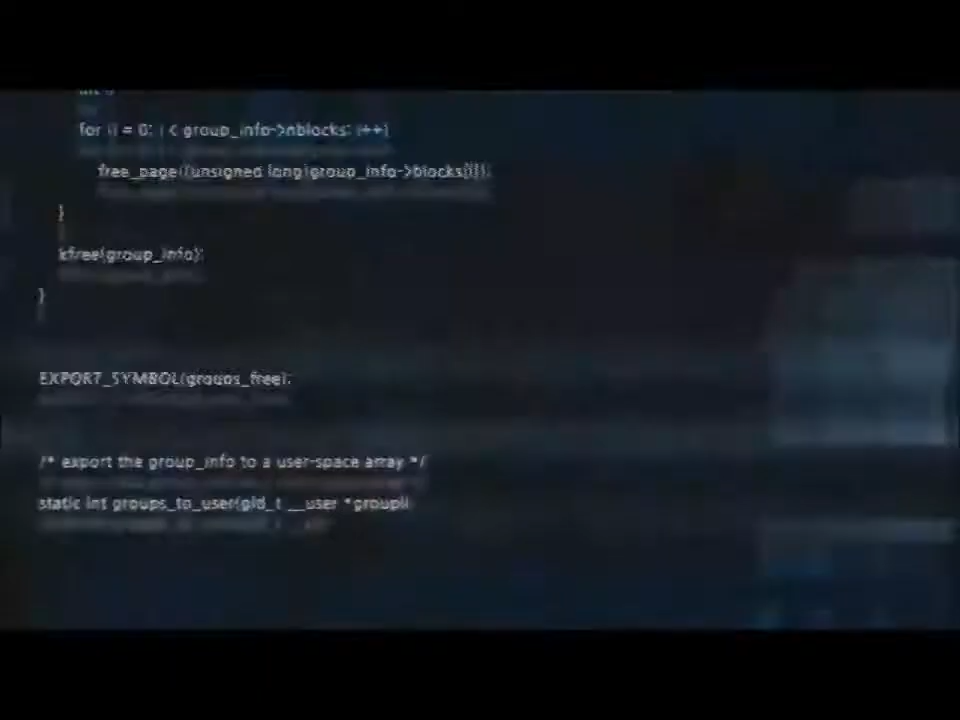 for (i = 0; i < group_info->nblocks; i++)
free_page((unsigned long)group_info->blocks[i]);
}
kfree(group_info);
}
EXPORT_SYMBOL(groups_free);
/* export the group_info to a user-space array */
static int groups_to_user(gid_t __user *groupli